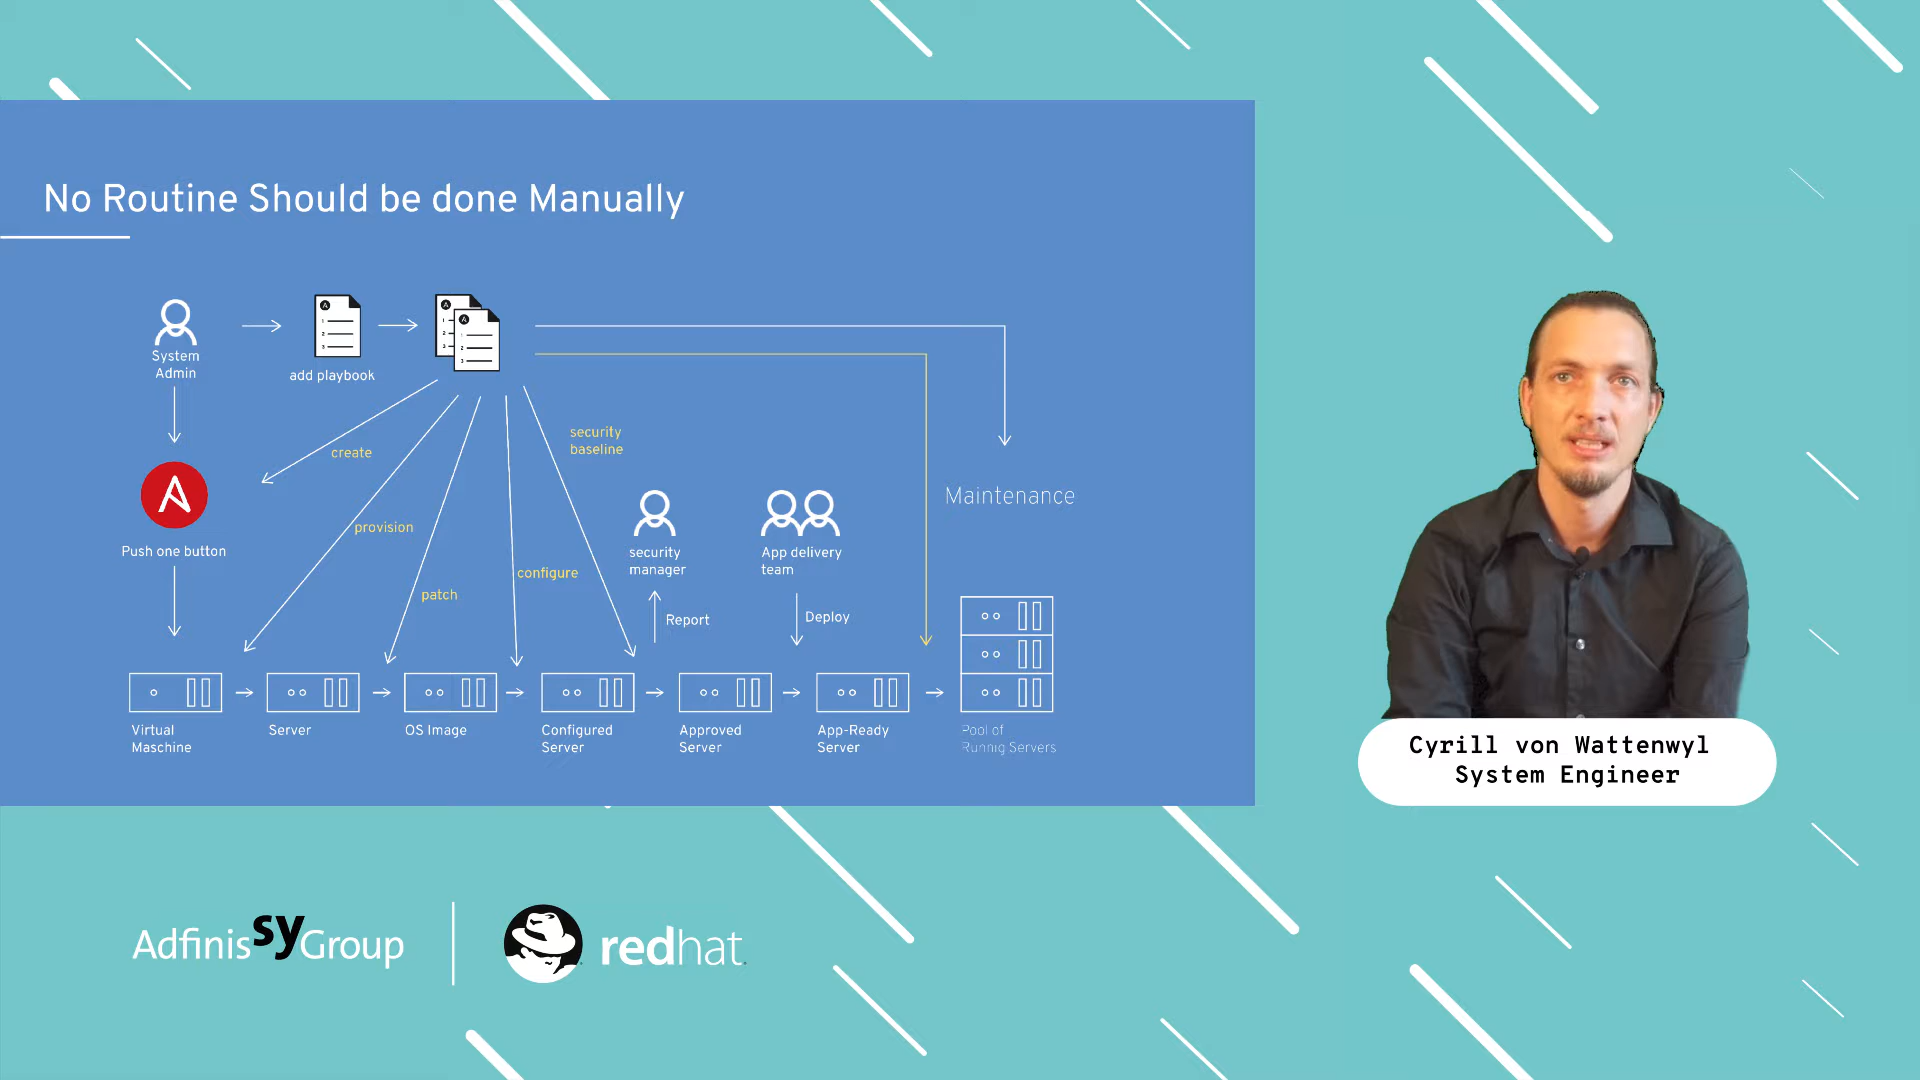 No Routine Should be done Manually
System
Admin
add playbook
create
provision
patch
configure
security
baseline
Push one button
security
manager
Report
App delivery
team
Deploy
Maintenance
Virtual
Maschine
Server
OS Image
Configured
Server
Approved
Server
App-Ready
Server
Pool of
Runnig Servers
Cyrill von Wattenwyl
System Engineer
AdfinissyGroup
redhat.